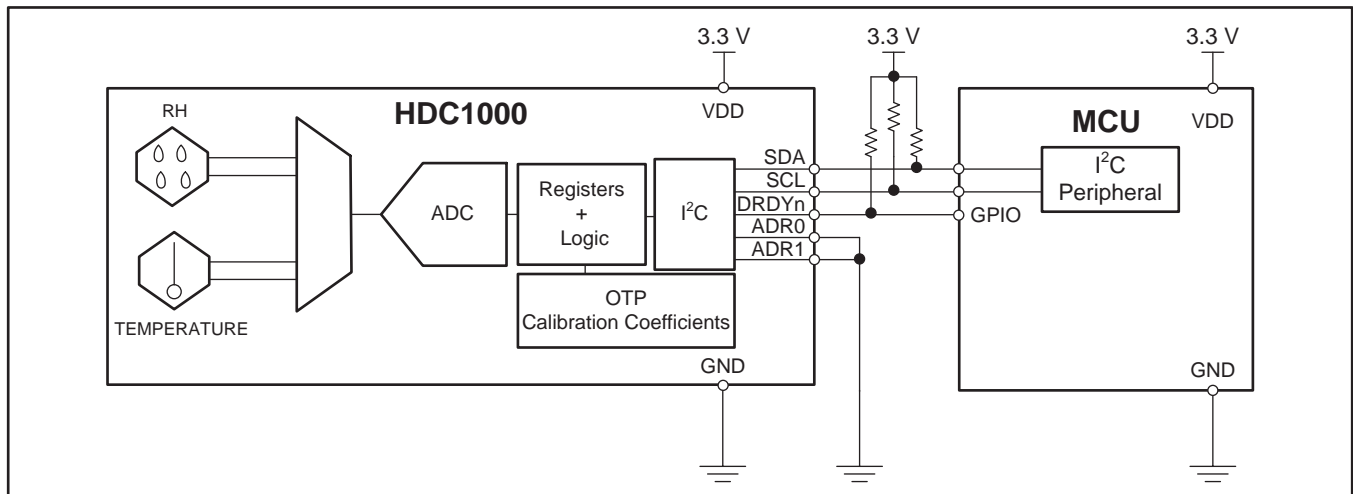 3.3 V
3.3 V
3.3 V
RH
HDC1000
VDD
MCU
VDD
SDA
SCL
DRDYn
ADR0
ADR1
ADC
Registers
+
Logic
I²C
I²C
Peripheral
GPIO
OTP
Calibration Coefficients
TEMPERATURE
GND
GND